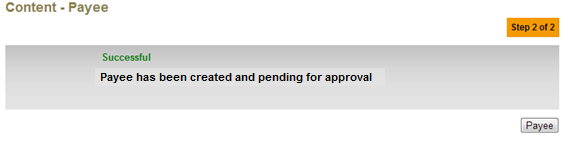 Content - Payee
Step 2 of 2
Successful
Payee has been created and pending for approval
Payee